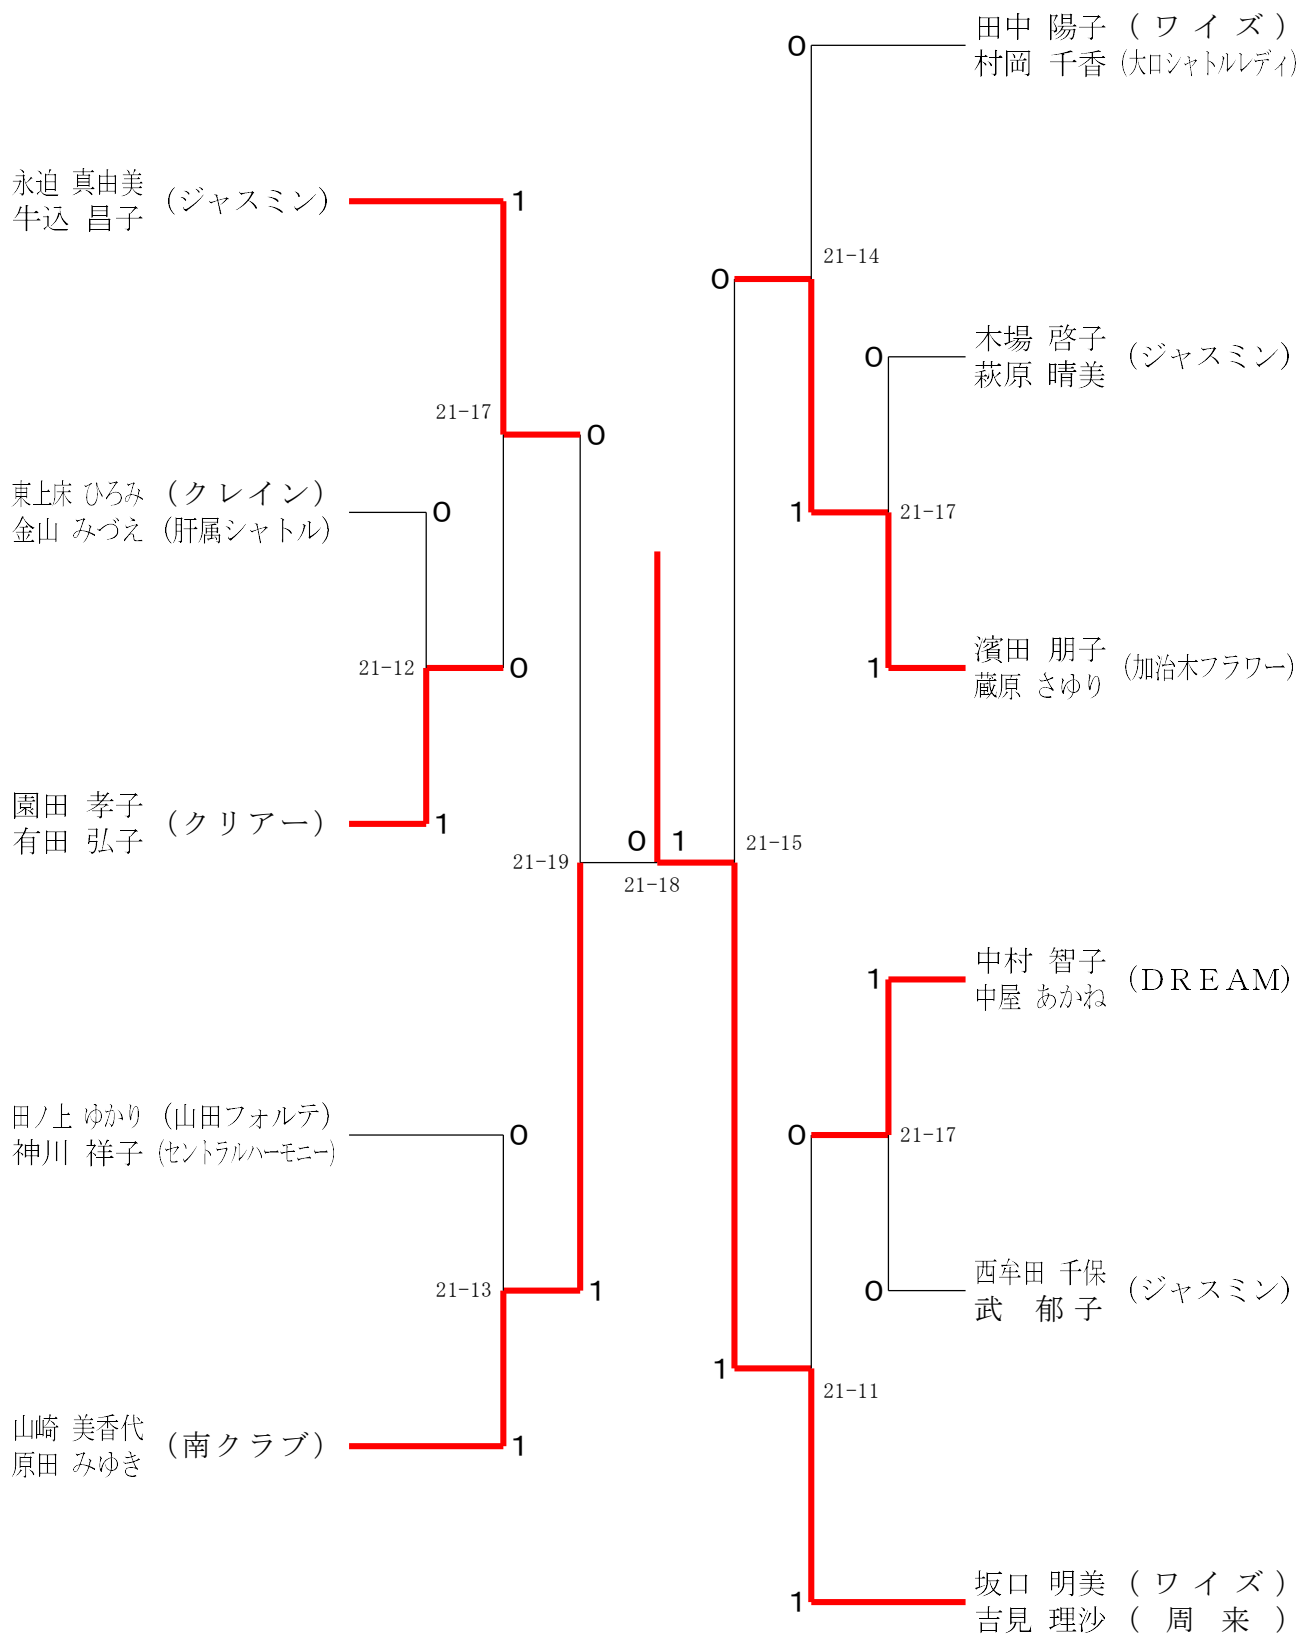 田中 陽子 ( ワ イ ズ )
0
村岡 千香 (大口シャトルレディ)
永迫 真由美
牛込 昌子 (ジャスミン)
1
21-14
0
木場 啓子
萩原 晴美 (ジャスミン)
0
21-17
0
東上床 ひろみ (クレイン)
金山 みづえ (肝属シャトル)
0
1
21-17
濱田 朋子
蔵原 さゆり (加治木フラワー)
1
21-12
0
園田 孝子
有田 弘子 (クリアー)
1
0 1
21-15
21-19
21-18
中村 智子
中屋 あかね (DREAM)
1
田ノ上 ゆかり (山田フォルテ)
神川 祥子 (セントラルハーモニー)
0
0
21-17
西牟田 千保
武 郁子 (ジャスミン)
0
21-13
1
1
21-11
山崎 美香代
原田 みゆき (南クラブ)
1
坂口 明美 ( ワ イ ズ )
吉見 理沙 ( 周 来 )
1